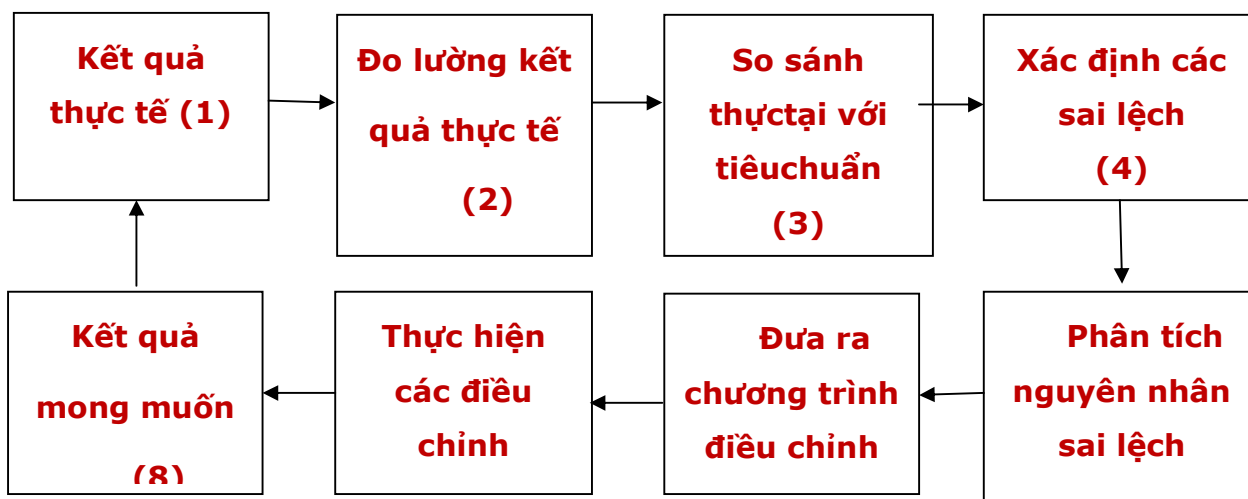 Kết quả
thực tế (1)
Đo lường kết
quả thực tế
(2)
So sánh
thựctại với
tiêuchuẩn
(3)
Xác định các
sai lệch
(4)
Phân tích
nguyên nhân
sai lệch
Đưa ra
chương trình
điều chỉnh
Thực hiện
các điều
chỉnh
Kết quả
mong muốn
(8)